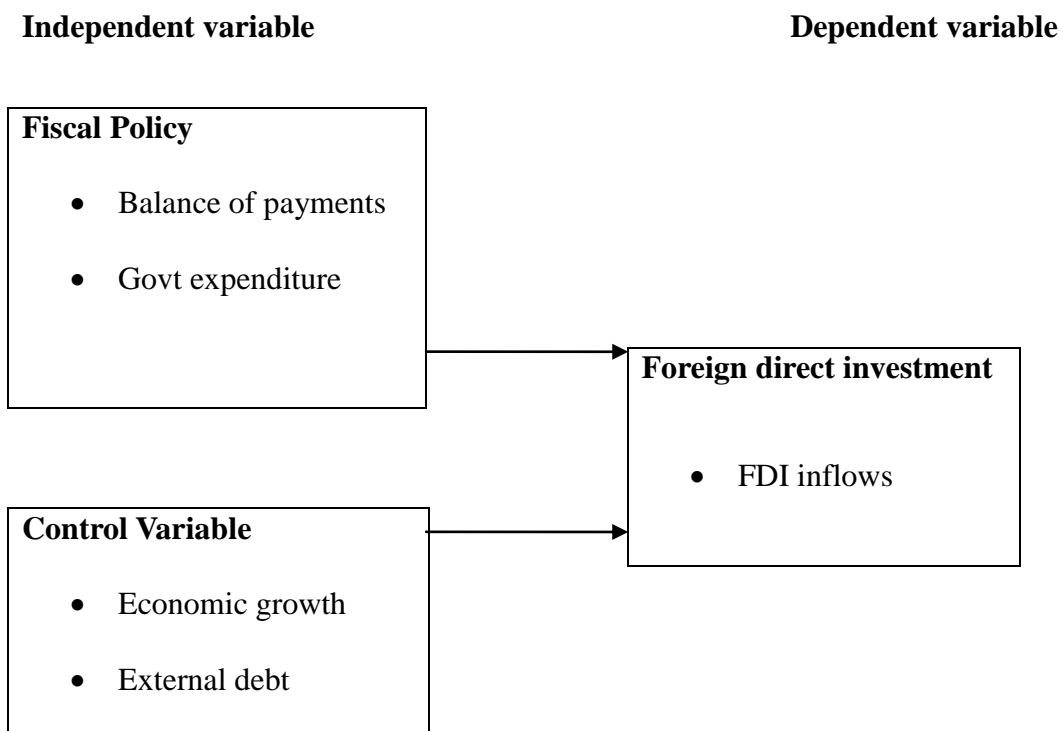 Independent variable
Dependent variable
Fiscal Policy
• Balance of payments
• Govt expenditure
Foreign direct investment
• FDI inflows
Control Variable
• Economic growth
• External debt